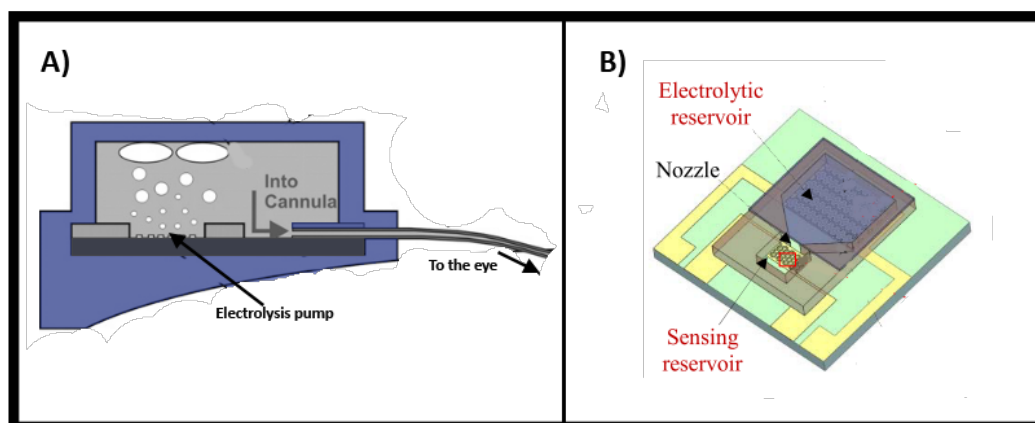 A)
Into
Cannula
To the eye
Electrolysis pump
B)
Electrolytic
reservoir
Nozzle
Sensing
reservoir